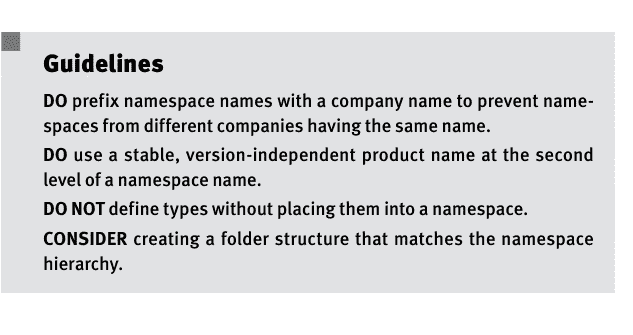 Guidelines
DO prefix namespace names with a company name to prevent name-
spaces from different companies having the same name.
DO use a stable, version-independent product name at the second
level of a namespace name.
DO NOT define types without placing them into a namespace.
CONSIDER creating a folder structure that matches the namespace
hierarchy.